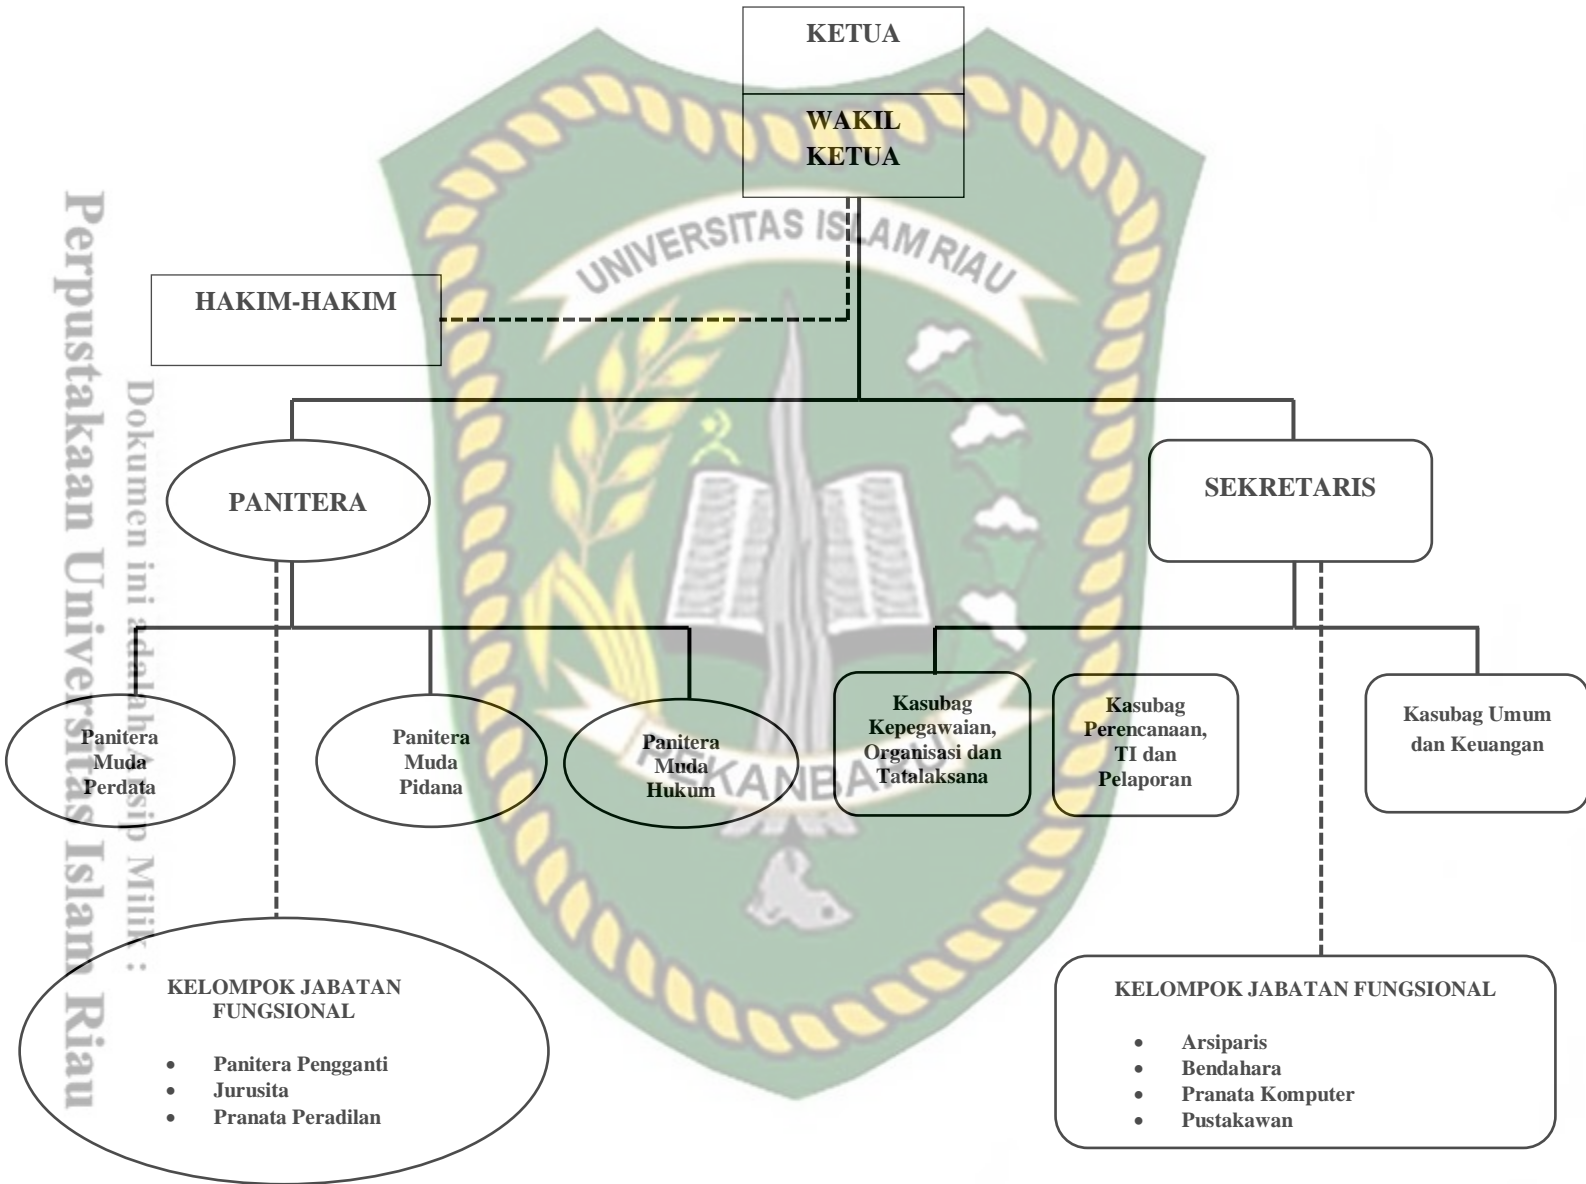 KETUA
WAKIL
KETUA
UNIVERSITAS ISLAM RIAU
HAKIM-HAKIM
PANITERA
SEKRETARIS
Panitera
Muda
Perdata
Panitera
Muda
Pidana
Panitera
Muda
Hukum
Kasubag
Kepegawaian,
Organisasi dan
Tatalaksana
Kasubag
Perencanaan,
TI dan
Pelaporan
Kasubag Umum
dan Keuangan
PEKANBARU
KELOMPOK JABATAN
FUNGSIONAL
• Panitera Pengganti
• Jurusita
• Pranata Peradilan
KELOMPOK JABATAN FUNGSIONAL
• Arsiparis
• Bendahara
• Pranata Komputer
• Pustakawan
Dokumen ini adalah Arsip Milik :
Perpustakaan Universitas Islam Riau